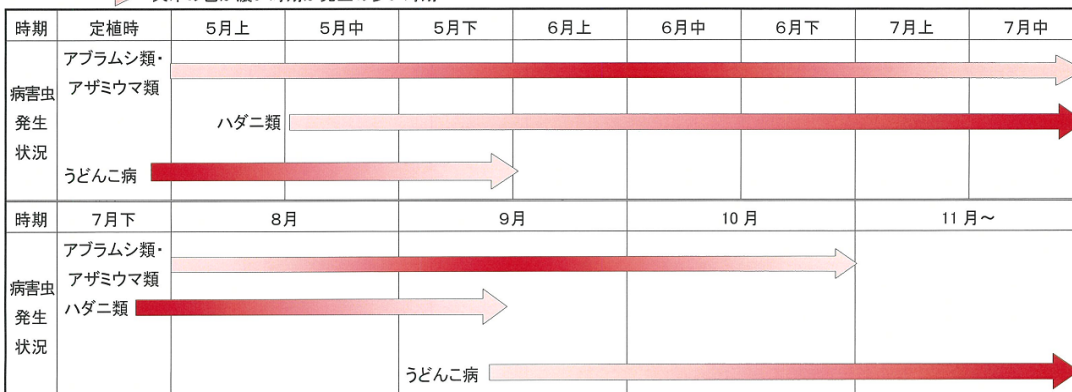 時期 定植時 5月上 5月中 5月下 6月上 6月中 6月下 7月上 7月中
病害虫
発生
状況
アブラムシ類・
アザミウマ類
ハダニ類
うどんこ病
時期 7月下 8月 9月 10月 11月～
病害虫
発生
状況
アブラムシ類・
アザミウマ類
ハダニ類
うどんこ病